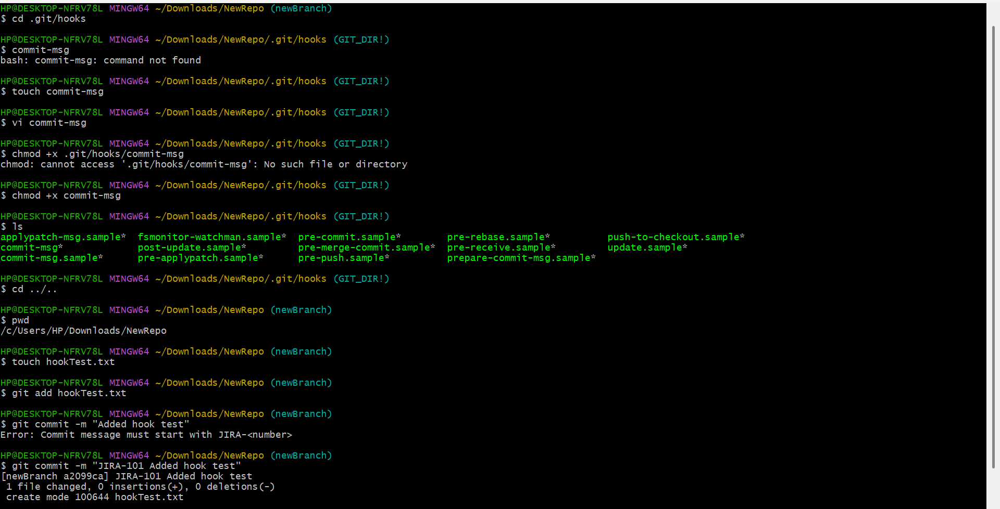 HP@DESKTOP-NFRV78L MINGW64 ~/Downloads/NewRepo (newBranch)
$ cd .git/hooks
HP@DESKTOP-NFRV78L MINGW64 ~/Downloads/NewRepo/.git/hooks (GIT_DIR!)
$ commit-msg
bash: commit-msg: command not found
HP@DESKTOP-NFRV78L MINGW64 ~/Downloads/NewRepo/.git/hooks (GIT_DIR!)
$ touch commit-msg
HP@DESKTOP-NFRV78L MINGW64 ~/Downloads/NewRepo/.git/hooks (GIT_DIR!)
$ vi commit-msg
HP@DESKTOP-NFRV78L MINGW64 ~/Downloads/NewRepo/.git/hooks (GIT_DIR!)
$ chmod +x .git/hooks/commit-msg
chmod: cannot access '.git/hooks/commit-msg': No such file or directory
HP@DESKTOP-NFRV78L MINGW64 ~/Downloads/NewRepo/.git/hooks (GIT_DIR!)
$ chmod +x commit-msg
HP@DESKTOP-NFRV78L MINGW64 ~/Downloads/NewRepo/.git/hooks (GIT_DIR!)
$ ls
applypatch-msg.sample*  fsmonitor-watchman.sample*  pre-commit.sample*        pre-rebase.sample*          push-to-checkout.sample*
commit-msg*             post-update.sample*         pre-merge-commit.sample*  pre-receive.sample*         update.sample*
commit-msg.sample*      pre-applypatch.sample*      pre-push.sample*          prepare-commit-msg.sample*
HP@DESKTOP-NFRV78L MINGW64 ~/Downloads/NewRepo/.git/hooks (GIT_DIR!)
$ cd ../..
HP@DESKTOP-NFRV78L MINGW64 ~/Downloads/NewRepo (newBranch)
$ pwd
/c/Users/HP/Downloads/NewRepo
HP@DESKTOP-NFRV78L MINGW64 ~/Downloads/NewRepo (newBranch)
$ touch hookTest.txt
HP@DESKTOP-NFRV78L MINGW64 ~/Downloads/NewRepo (newBranch)
$ git add hookTest.txt
HP@DESKTOP-NFRV78L MINGW64 ~/Downloads/NewRepo (newBranch)
$ git commit -m "Added hook test"
Error: Commit message must start with JIRA-<number>
HP@DESKTOP-NFRV78L MINGW64 ~/Downloads/NewRepo (newBranch)
$ git commit -m "JIRA-101 Added hook test"
[newBranch a2099ca] JIRA-101 Added hook test
 1 file changed, 0 insertions(+), 0 deletions(-)
 create mode 100644 hookTest.txt